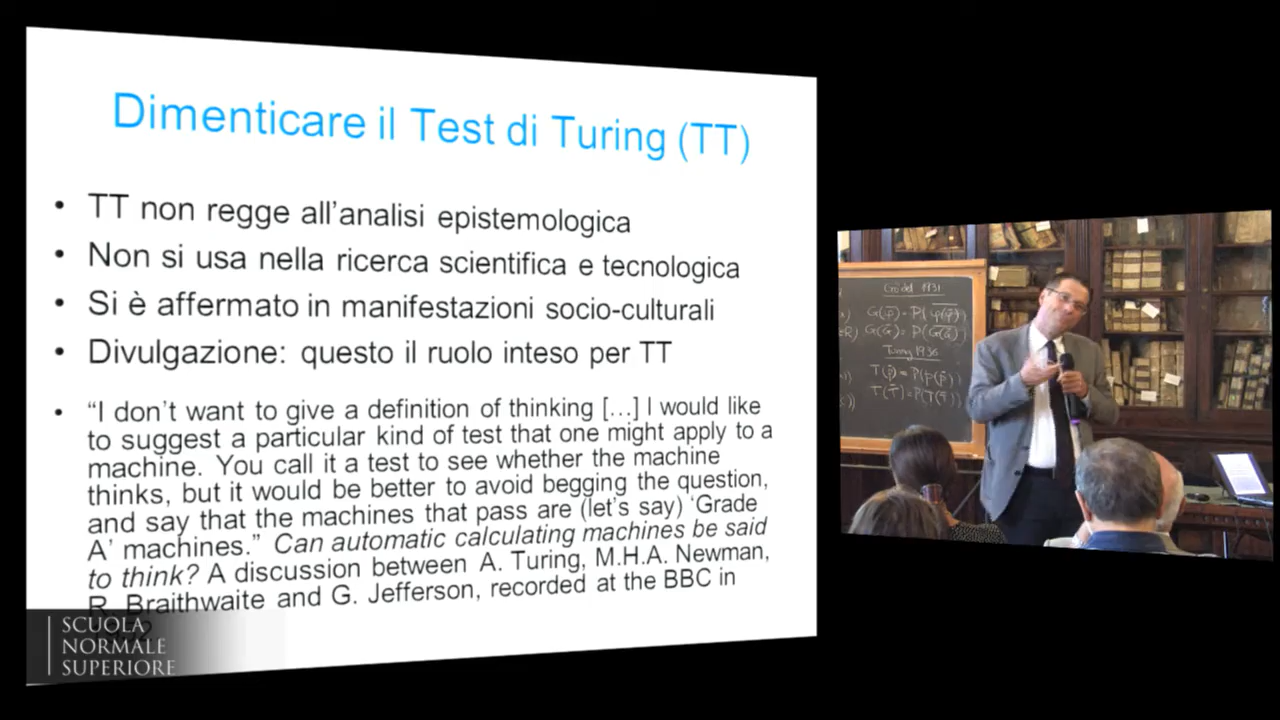 Dimenticare il Test di Turing (TT)
• TT non regge all'analisi epistemologica
• Non si usa nella ricerca scientifica e tecnologica
• Si è affermato in manifestazioni socio-culturali
• Divulgazione: questo il ruolo inteso per TT
• “I don't want to give a definition of thinking […] I would like
to suggest a particular kind of test that one might apply to a
machine. You call it a test to see whether the machine
thinks, but it would be better to avoid begging the question,
and say that the machines that pass are (let's say) ‘Grade
A’ machines.” Can automatic calculating machines be said
to think? A discussion between A. Turing, M.H.A. Newman,
R. Braithwaite and G. Jefferson, recorded at the BBC in
SCUOLA
NORMALE
SUPERIORE
Gödel 1931
Turing 1936